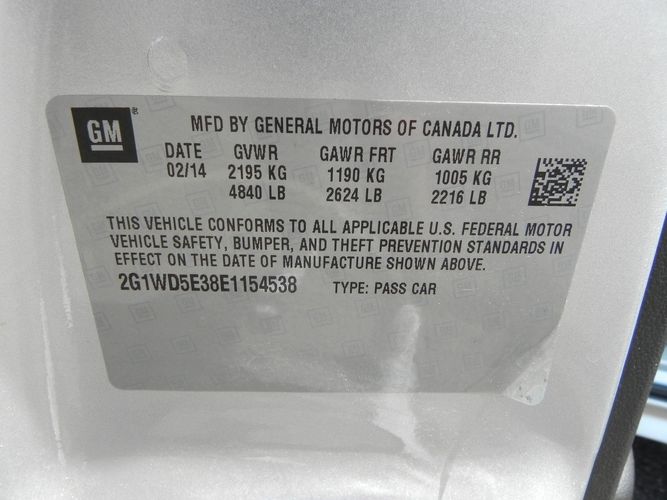 GM ®
MFD BY GENERAL MOTORS OF CANADA LTD.
DATE GVWR GAWR FRT GAWR RR
02/14 2195 KG 1190 KG 1005 KG
4840 LB 2624 LB 2216 LB
THIS VEHICLE CONFORMS TO ALL APPLICABLE U.S. FEDERAL MOTOR
VEHICLE SAFETY, BUMPER, AND THEFT PREVENTION STANDARDS IN
EFFECT ON THE DATE OF MANUFACTURE SHOWN ABOVE.
2G1WD5E38E1154538 TYPE: PASS CAR